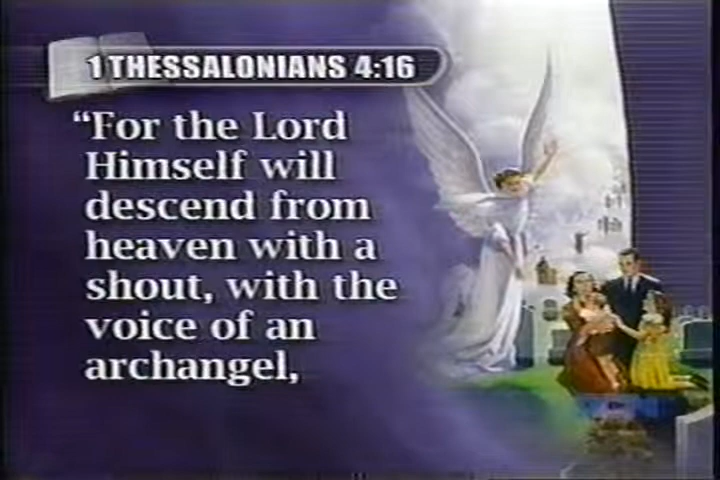 1 THESSALONIANS 4:16
“For the Lord
Himself will
descend from
heaven with a
shout, with the
voice of an
archangel,